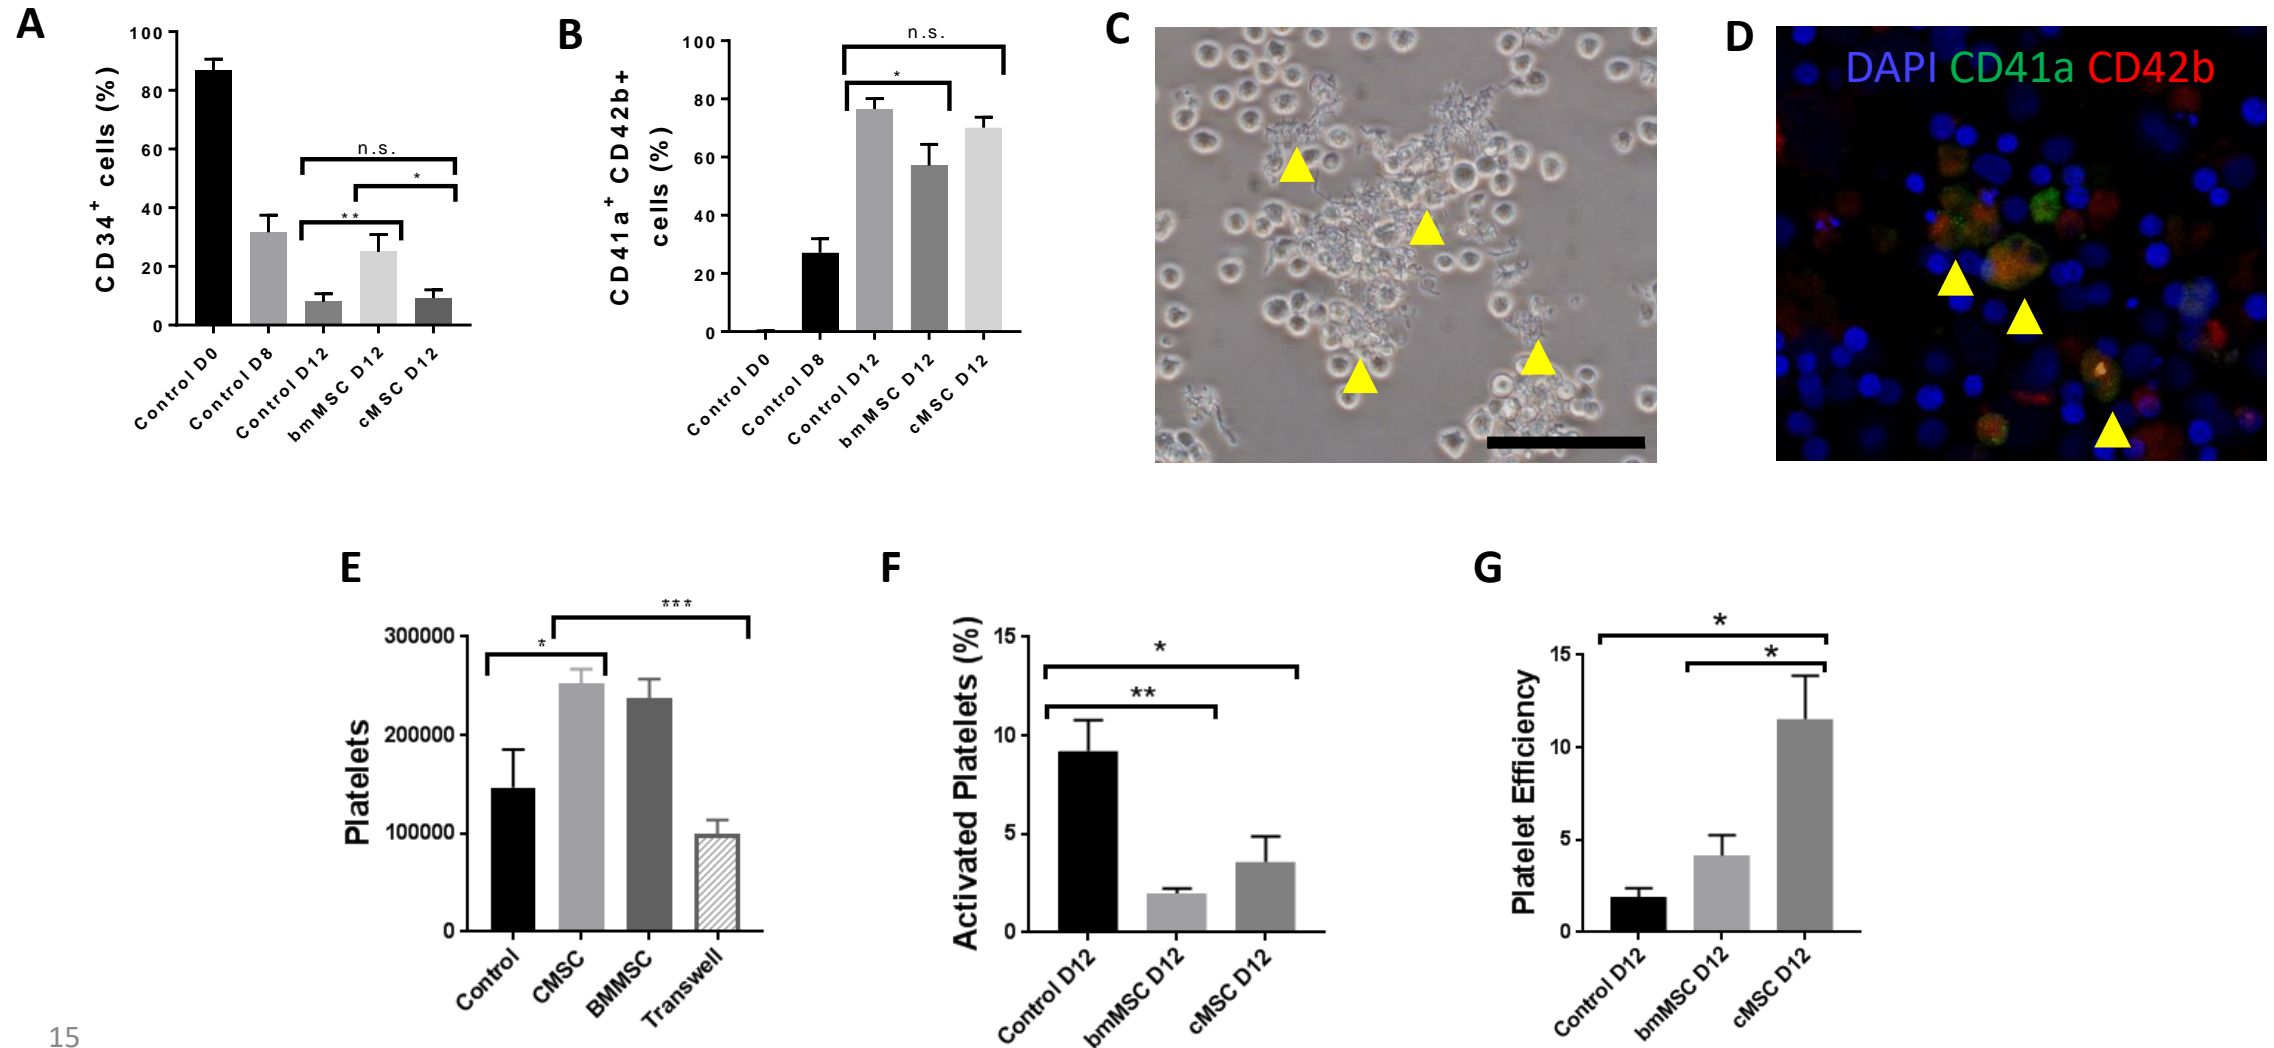 A
CD34+ cells (%)
100
80
60
40
20
0
n.s.
*
**
Control D0
Control D8
Control D12
bmMSC D12
cMSC D12
B
CD41a+ CD42b+
cells (%)
100
80
60
40
20
0
n.s.
*
Control D0
Control D8
Control D12
bmMSC D12
cMSC D12
C
D
DAPI CD41a CD42b
E
Platelets
300000
200000
100000
0
***
*
Control
CMSC
BMMSC
Transwell
F
Activated Platelets (%)
15
10
5
0
*
**
Control D12
bmMSC D12
cMSC D12
G
Platelet Efficiency
15
10
5
0
*
*
Control D12
bmMSC D12
cMSC D12
15